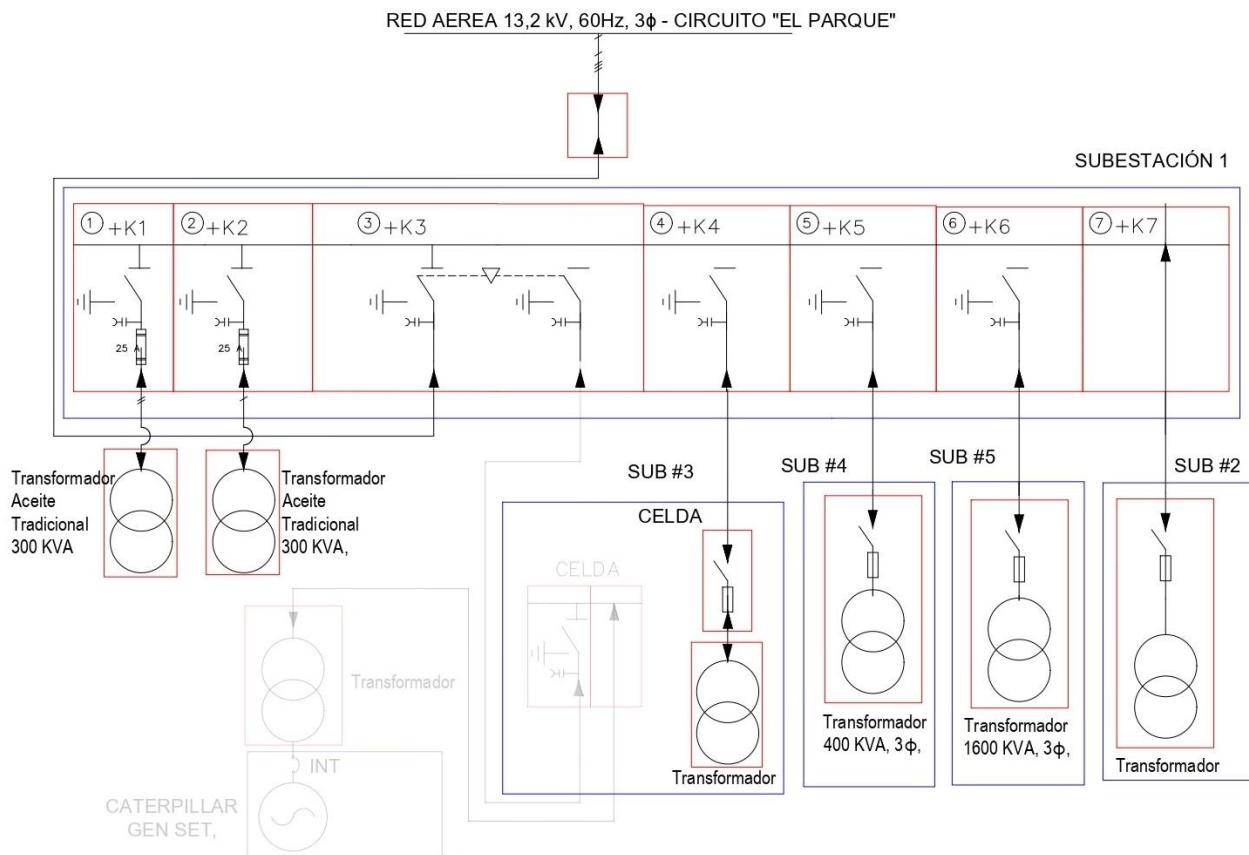 RED AEREA 13,2 kV, 60Hz, 3ϕ - CIRCUITO "EL PARQUE"
SUBESTACIÓN 1
1 +K1
2 +K2
3 +K3
4 +K4
5 +K5
6 +K6
7 +K7
25
25
Transformador
Aceite
Tradicional
300 KVA
Transformador
Aceite
Tradicional
300 KVA,
SUB #3
CELDA
SUB #4
SUB #5
SUB #2
CELDA
Transformador
Transformador
Transformador
400 KVA, 3ϕ,
Transformador
1600 KVA, 3ϕ,
Transformador
INT
CATERPILLAR
GEN SET,